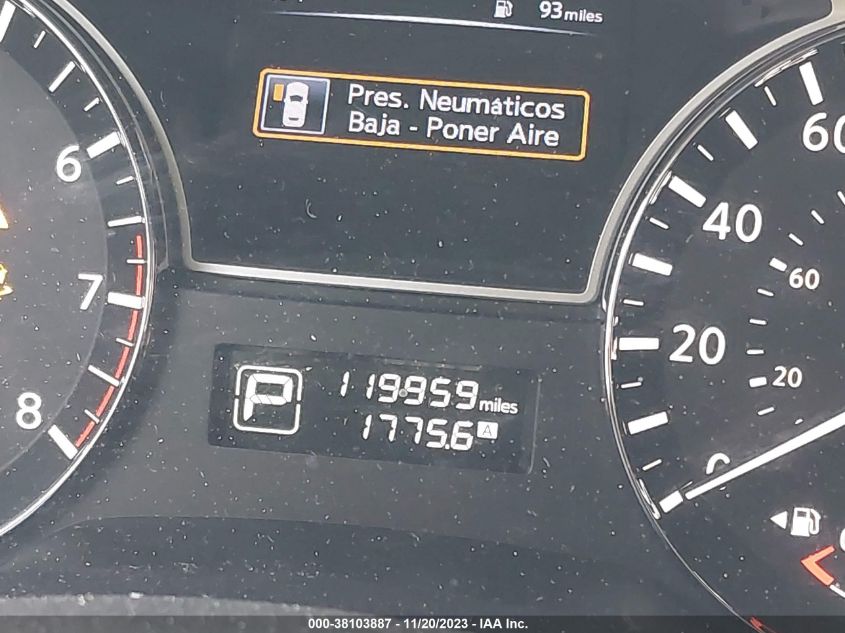 93 miles
Pres. Neumáticos
Baja - Poner Aire
6
7
8
P
119959 miles
1775.6 A
60
40
20
0
60
20
000-38103887 - 11/20/2023 - IAA Inc.